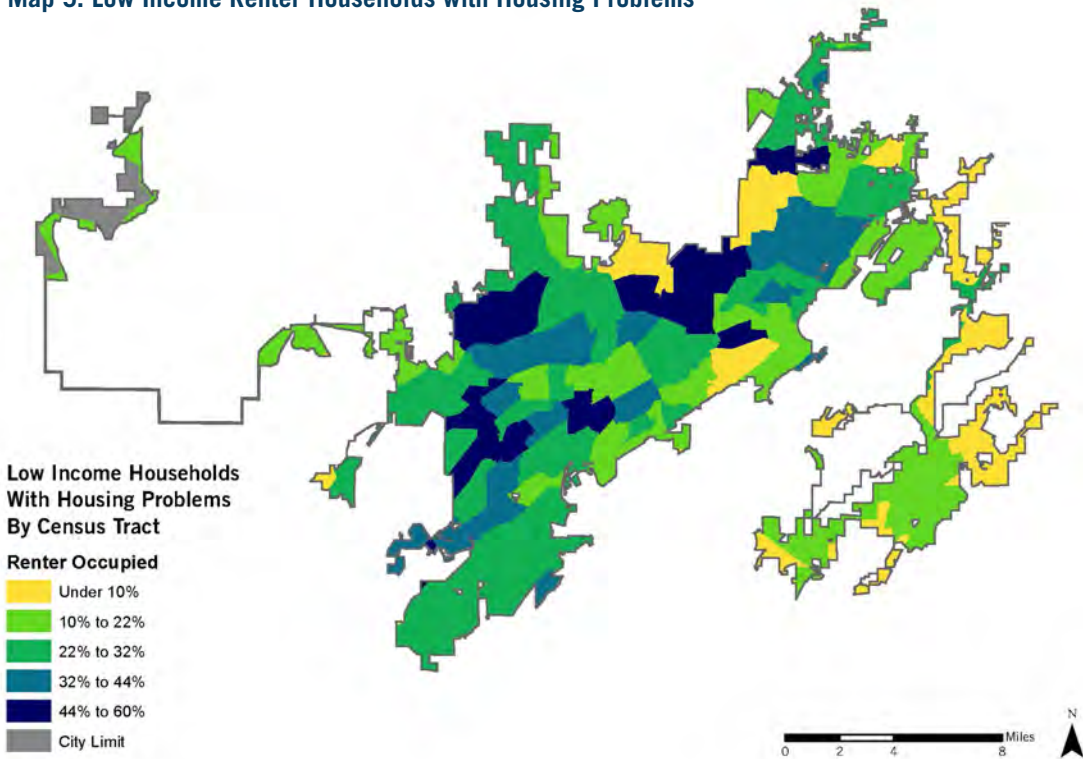 Map 3: Low Income Renter Households with Housing Problems
Low Income Households
With Housing Problems
By Census Tract
Renter Occupied
Under 10%
10% to 22%
22% to 32%
32% to 44%
44% to 60%
City Limit
N
Miles
0 2 4 8